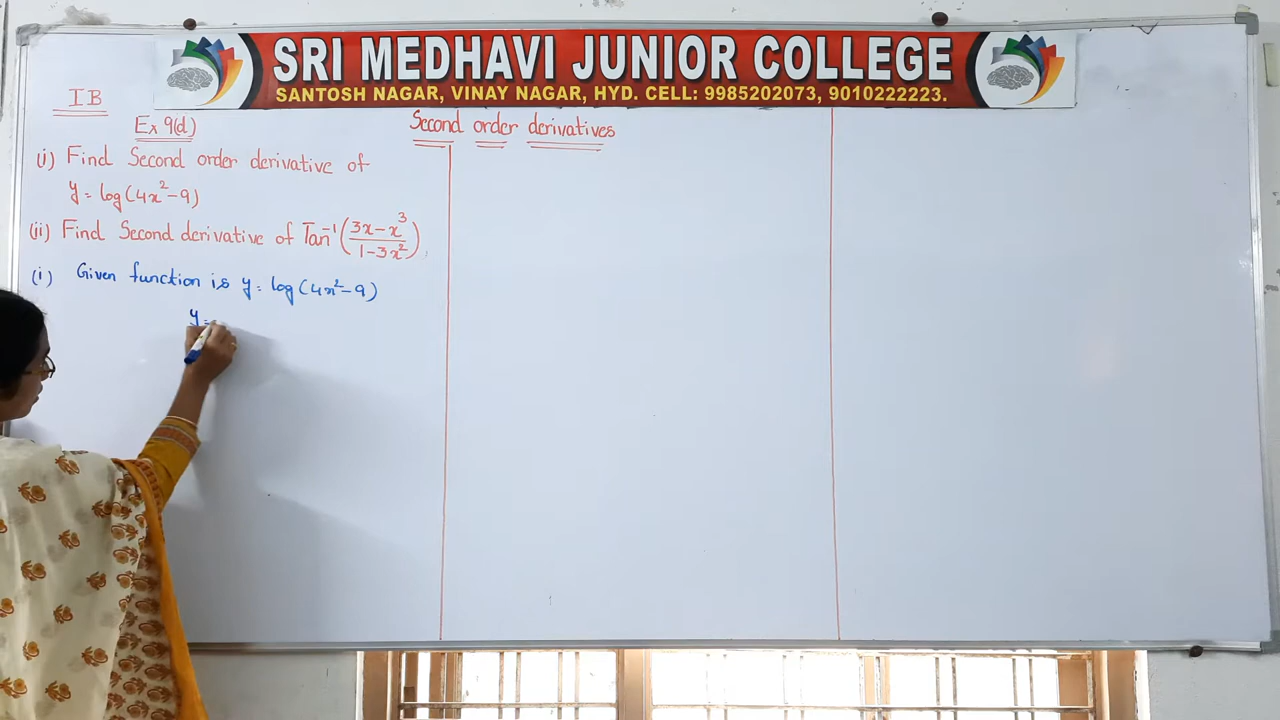 SRI MEDHAVI JUNIOR COLLEGE
SANTOSH NAGAR, VINAY NAGAR, HYD. CELL: 9985202073, 9010222223.
I B
Ex 9(d)
Second order derivatives
(i) Find Second order derivative of
y = log(4x²-9)
(ii) Find Second derivative of Tan⁻¹((3x-x³)/(1-3x²))
(i) Given function is y = log(4x²-9)
y =